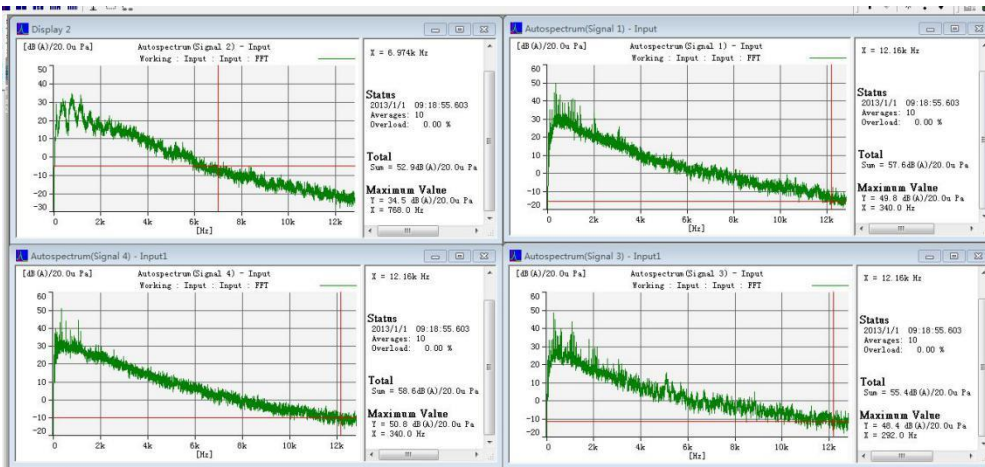 Display 2
[dB(A)/20.0u Pa] Autospectrum(Signal 2) - Input
Working : Input : Input : FFT
50
40
30
20
10
0
-10
-20
-30
0 2k 4k 6k 8k 10k 12k
[Hz]
X = 6.974k Hz
Status
2013/1/1 09:18:55.603
Averages: 10
Overload: 0.00 %
Total
Sum = 52.9dB(A)/20.0u Pa
Maximum Value
Y = 34.5 dB(A)/20.0u Pa
X = 768.0 Hz
Autospectrum(Signal 1) - Input
[dB(A)/20.0u Pa] Autospectrum(Signal 1) - Input
Working : Input : Input : FFT
60
50
40
30
20
10
0
-10
-20
0 2k 4k 6k 8k 10k 12k
[Hz]
X = 12.16k Hz
Status
2013/1/1 09:18:55.603
Averages: 10
Overload: 0.00 %
Total
Sum = 57.6dB(A)/20.0u Pa
Maximum Value
Y = 49.8 dB(A)/20.0u Pa
X = 340.0 Hz
Autospectrum(Signal 4) - Input1
[dB(A)/20.0u Pa] Autospectrum(Signal 4) - Input
Working : Input : Input : FFT
60
50
40
30
20
10
0
-10
-20
0 2k 4k 6k 8k 10k 12k
[Hz]
X = 12.16k Hz
Status
2013/1/1 09:18:55.603
Averages: 10
Overload: 0.00 %
Total
Sum = 58.6dB(A)/20.0u Pa
Maximum Value
Y = 50.8 dB(A)/20.0u Pa
X = 340.0 Hz
Autospectrum(Signal 3) - Input1
[dB(A)/20.0u Pa] Autospectrum(Signal 3) - Input
Working : Input : Input : FFT
60
50
40
30
20
10
0
-10
-20
0 2k 4k 6k 8k 10k 12k
[Hz]
X = 12.16k Hz
Status
2013/1/1 09:18:55.603
Averages: 10
Overload: 0.00 %
Total
Sum = 55.4dB(A)/20.0u Pa
Maximum Value
Y = 48.4 dB(A)/20.0u Pa
X = 292.0 Hz